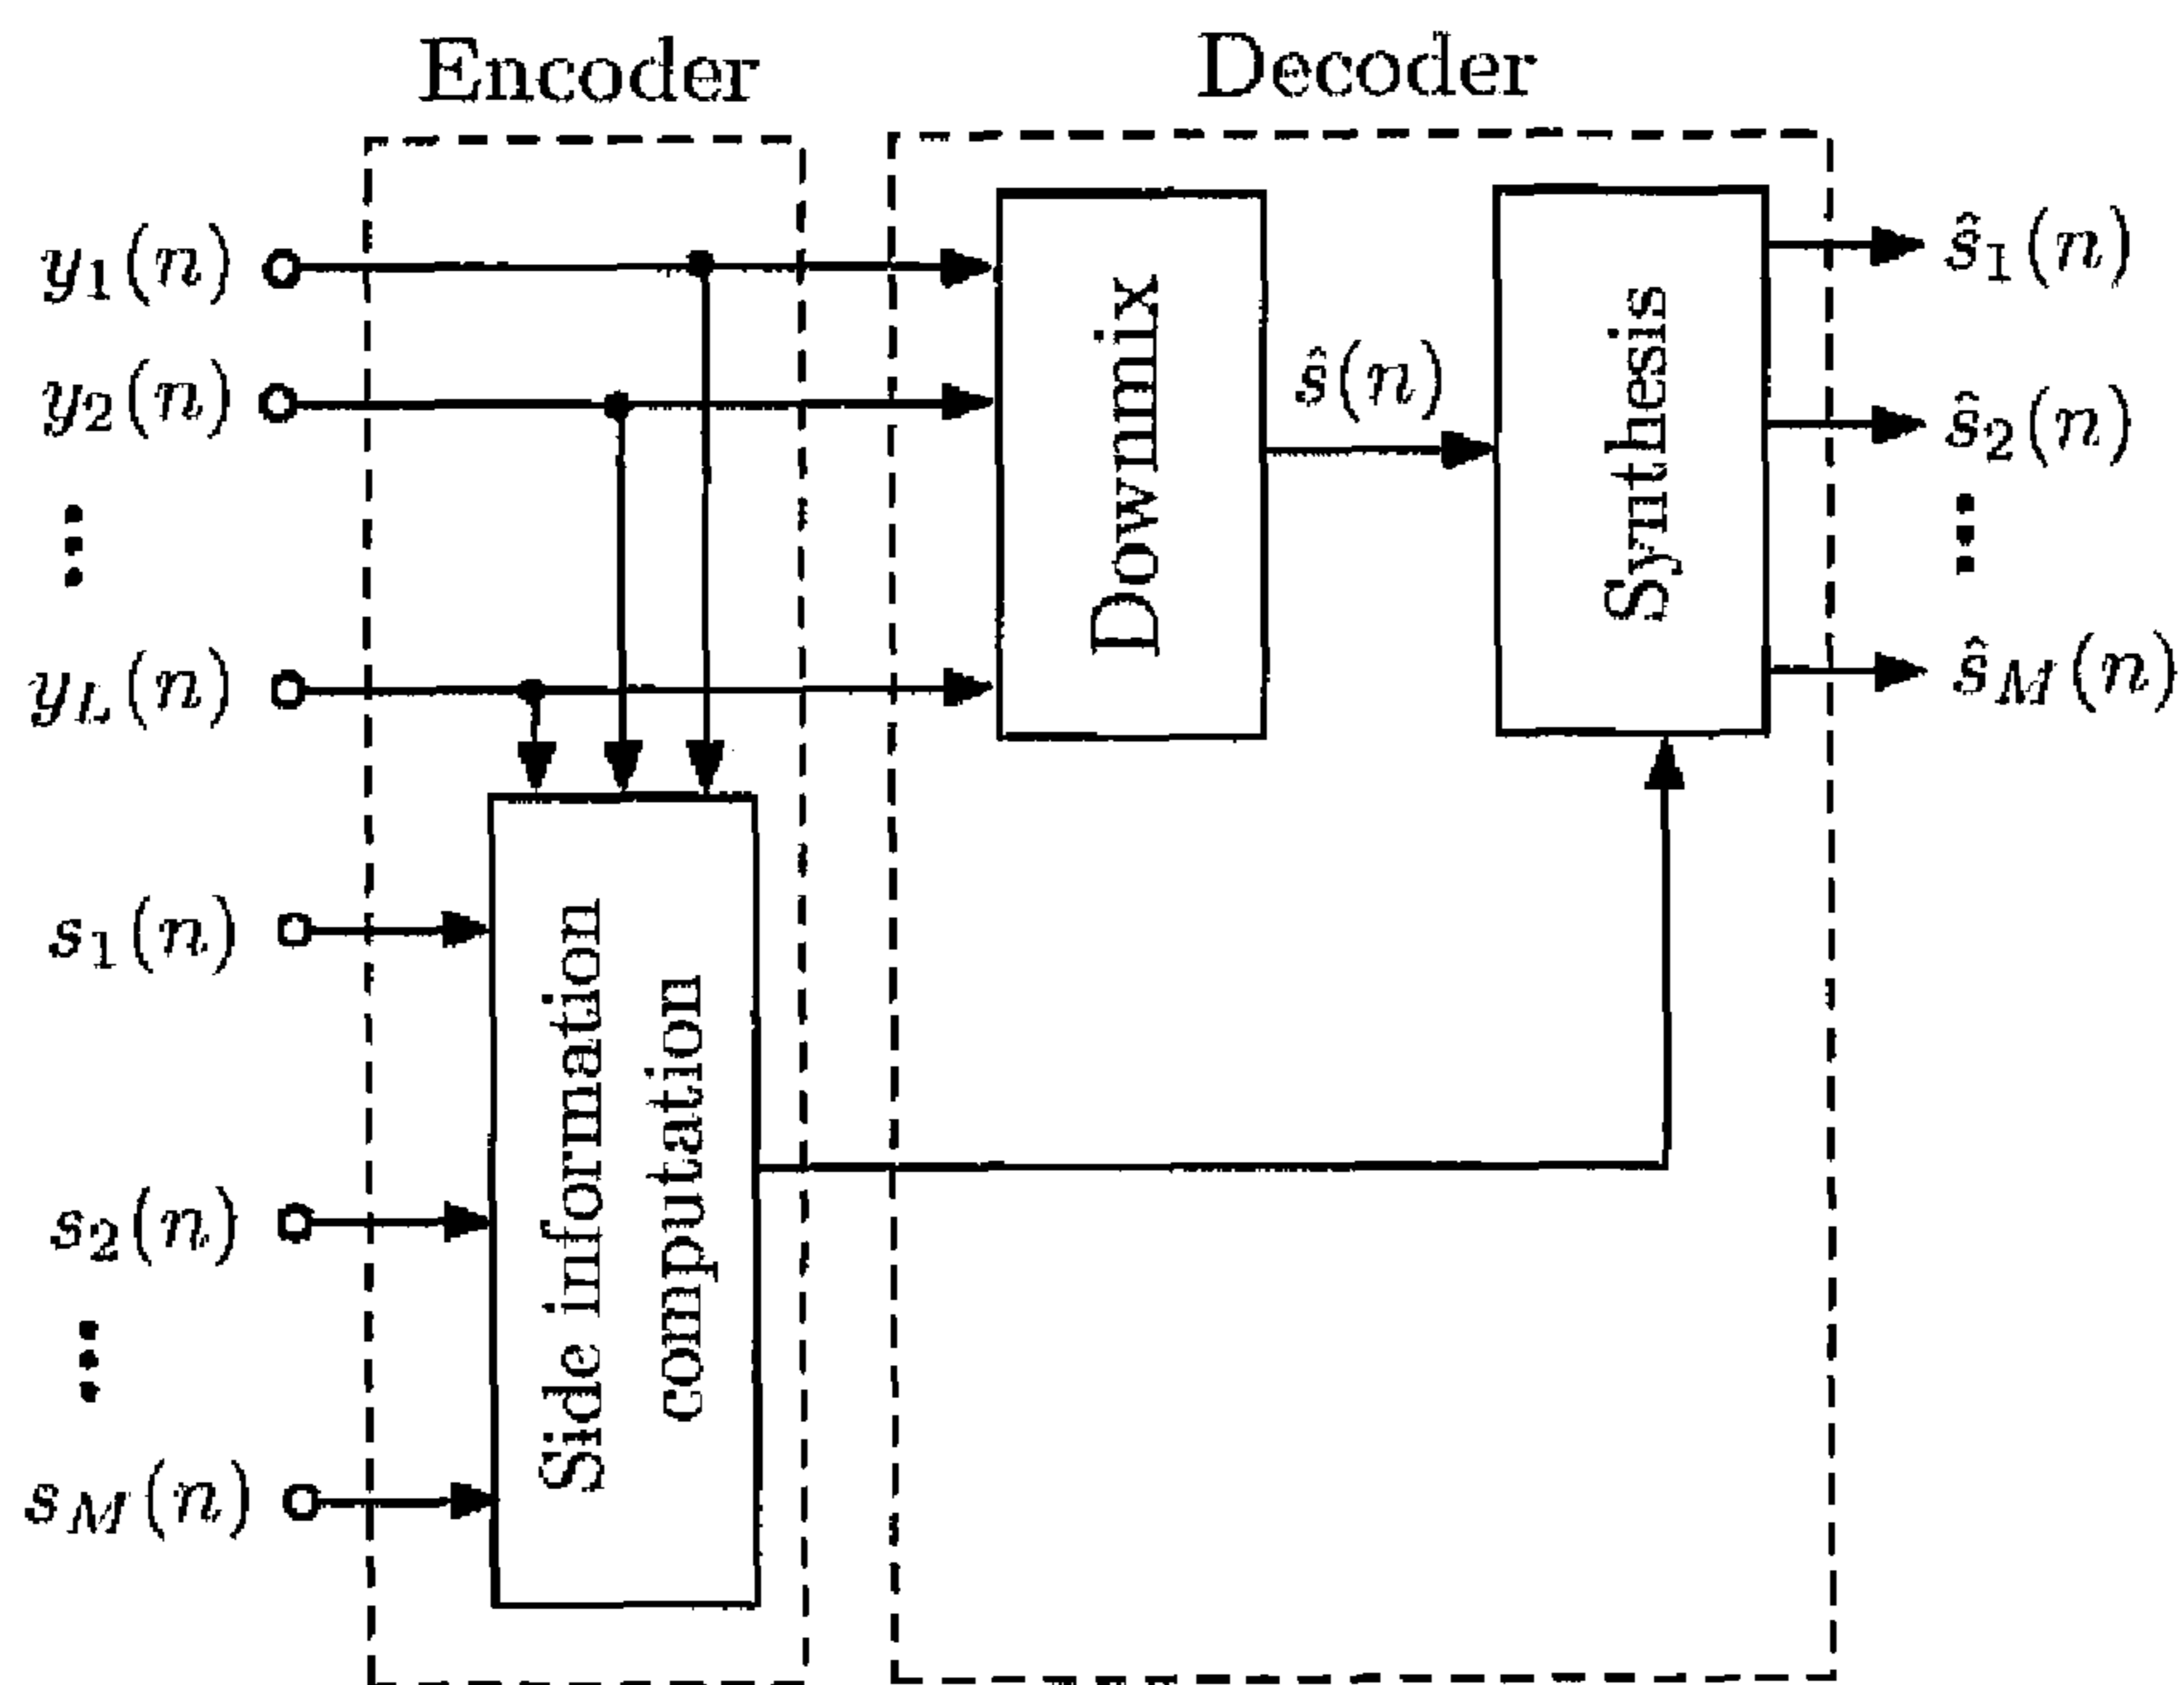 Encoder
Decoder
y₁(n)
y₂(n)
⋮
y_L(n)
s₁(n)
s₂(n)
⋮
s_M(n)
Side information
computation
Downmix
ŝ(n)
Synthesis
ŝ₁(n)
ŝ₂(n)
⋮
ŝ_M(n)